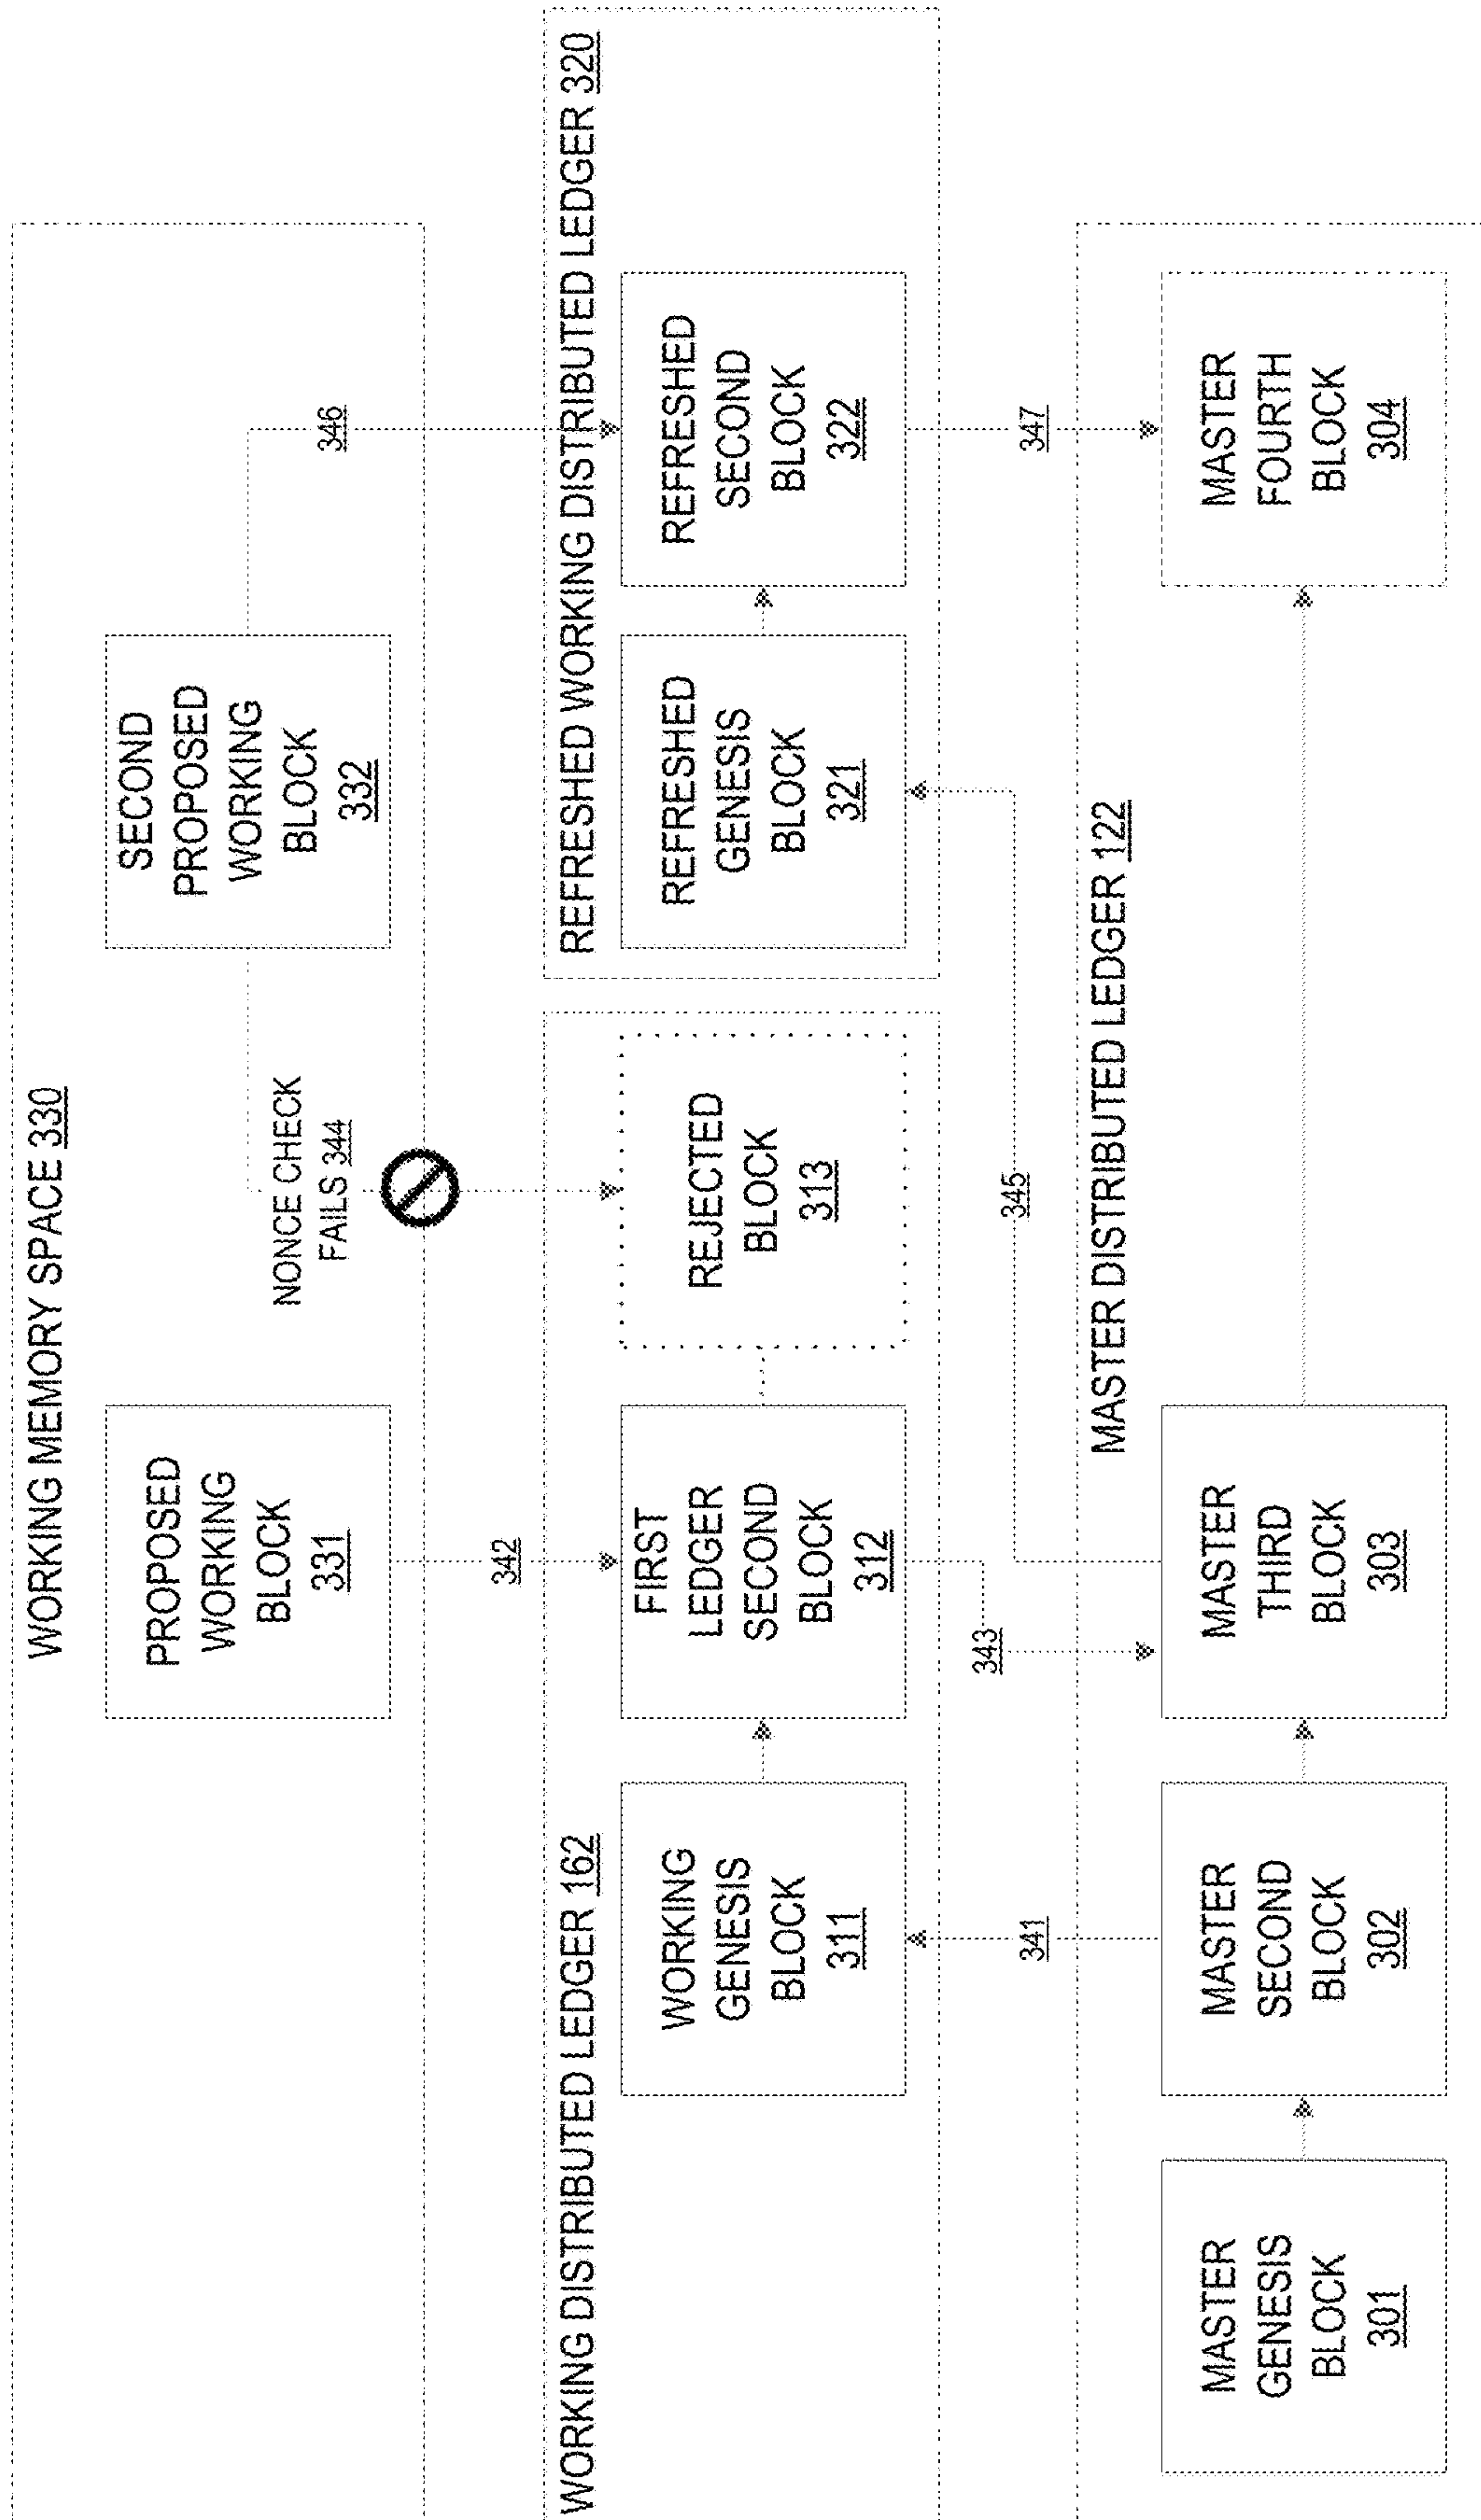 WORKING MEMORY SPACE 330
PROPOSED
WORKING
BLOCK
331
SECOND
PROPOSED
WORKING
BLOCK
332
NONCE CHECK
FAILS 344
342
346
WORKING DISTRIBUTED LEDGER 162
WORKING
GENESIS
BLOCK
311
FIRST
LEDGER
SECOND
BLOCK
312
REJECTED
BLOCK
313
REFRESHED WORKING DISTRIBUTED LEDGER 320
REFRESHED
GENESIS
BLOCK
321
REFRESHED
SECOND
BLOCK
322
341
343
345
347
MASTER DISTRIBUTED LEDGER 122
MASTER
GENESIS
BLOCK
301
MASTER
SECOND
BLOCK
302
MASTER
THIRD
BLOCK
303
MASTER
FOURTH
BLOCK
304